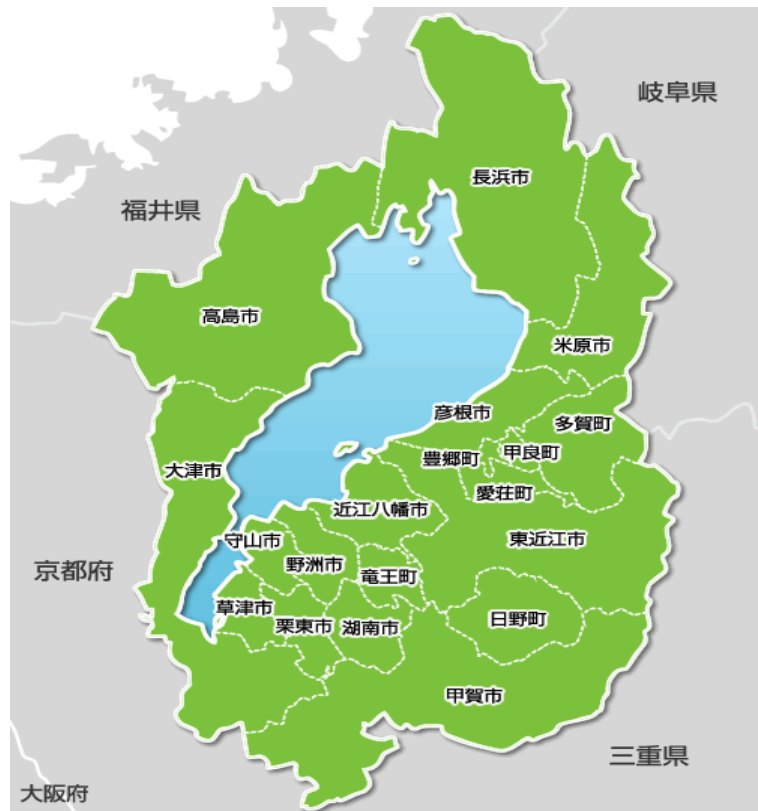 岐阜県
長浜市
福井県
高島市
米原市
彦根市
多賀町
豊郷町
甲良町
大津市
愛荘町
近江八幡市
守山市
東近江市
野洲市
京都府
竜王町
草津市
日野町
栗東市
湖南市
甲賀市
三重県
大阪府